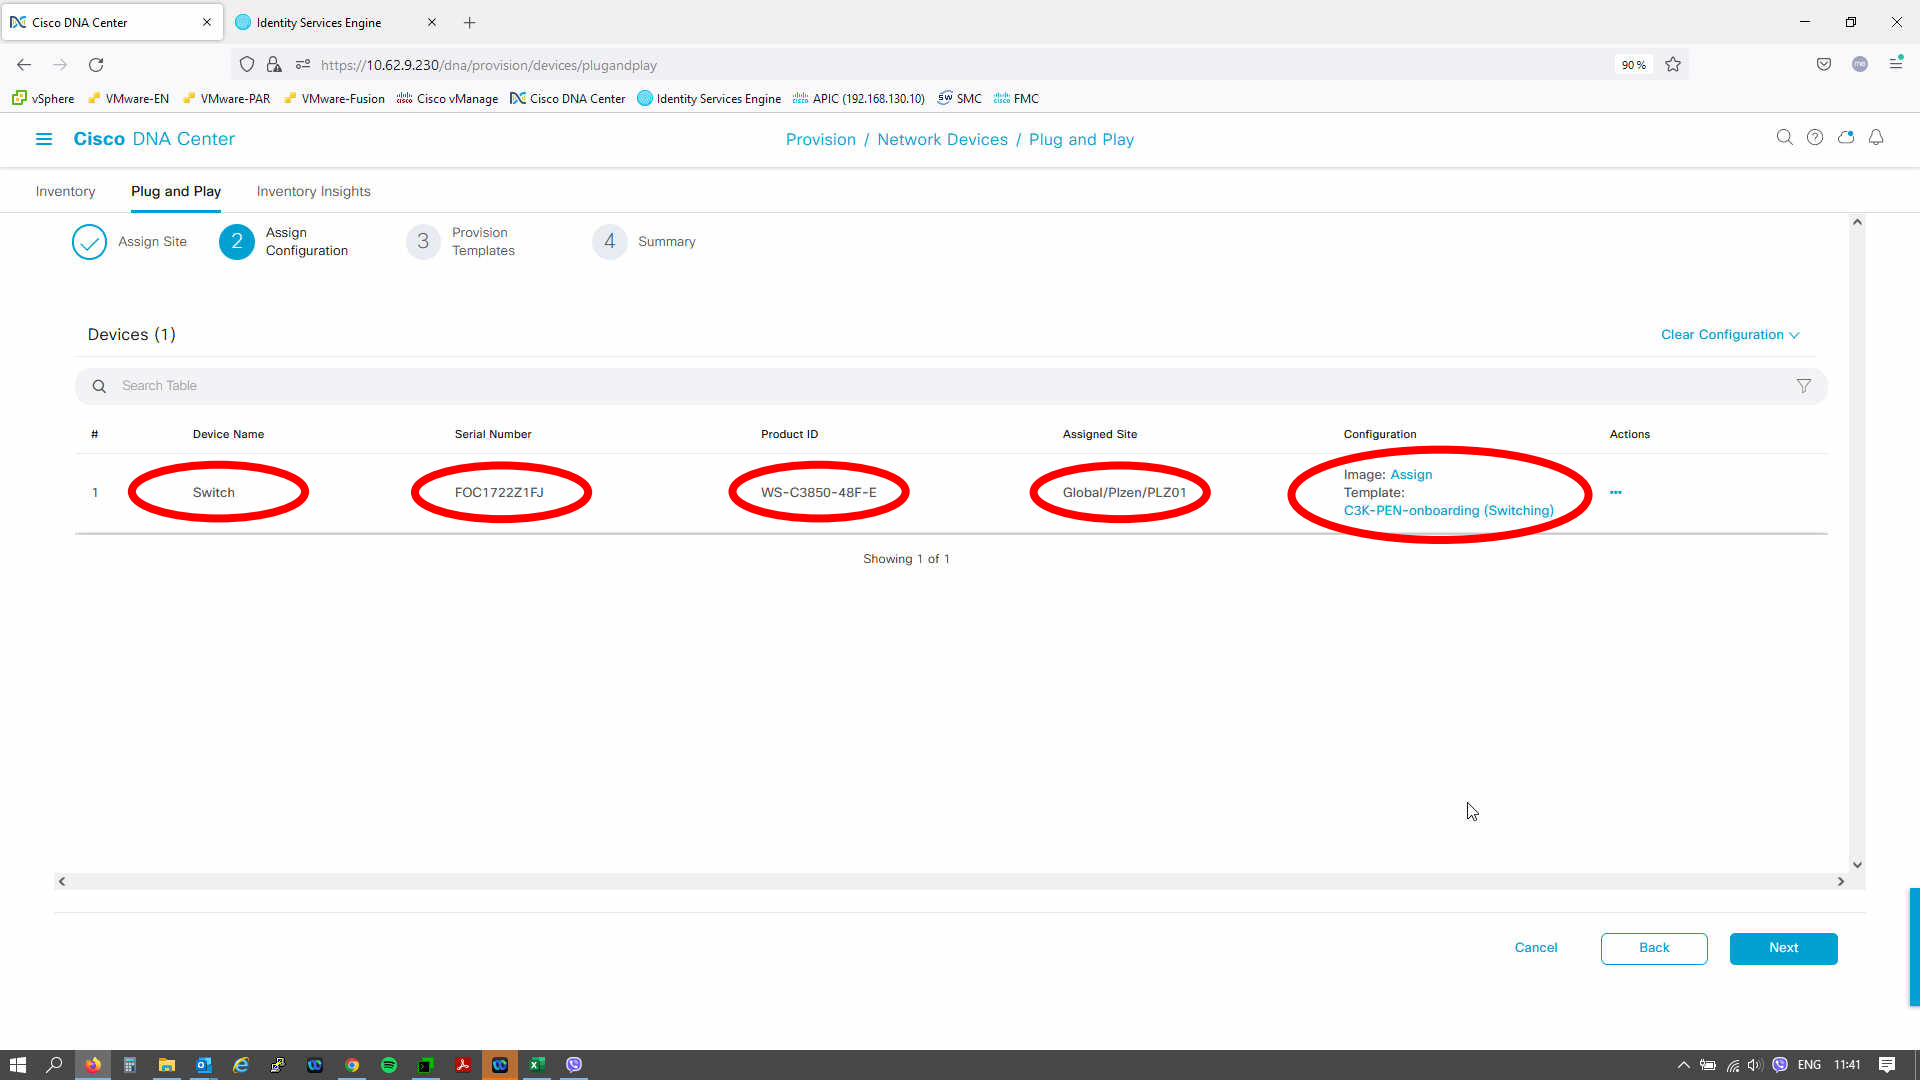 Cisco DNA Center
Identity Services Engine
https://10.62.9.230/dna/provision/devices/plugandplay
90 %
me
vSphere
VMware-EN
VMware-PAR
VMware-Fusion
Cisco vManage
Cisco DNA Center
Identity Services Engine
APIC (192.168.130.10)
SW SMC
FMC
Cisco DNA Center
Provision / Network Devices / Plug and Play
Inventory
Plug and Play
Inventory Insights
Assign Site
2
Assign
Configuration
3
Provision
Templates
4
Summary
Devices (1)
Clear Configuration
Search Table
# Device Name Serial Number Product ID Assigned Site Configuration Actions
1 Switch FOC1722Z1FJ WS-C3850-48F-E Global/Plzen/PLZ01
Image: Assign
Template:
C3K-PEN-onboarding (Switching)
Showing 1 of 1
Cancel
Back
Next
ENG
11:41